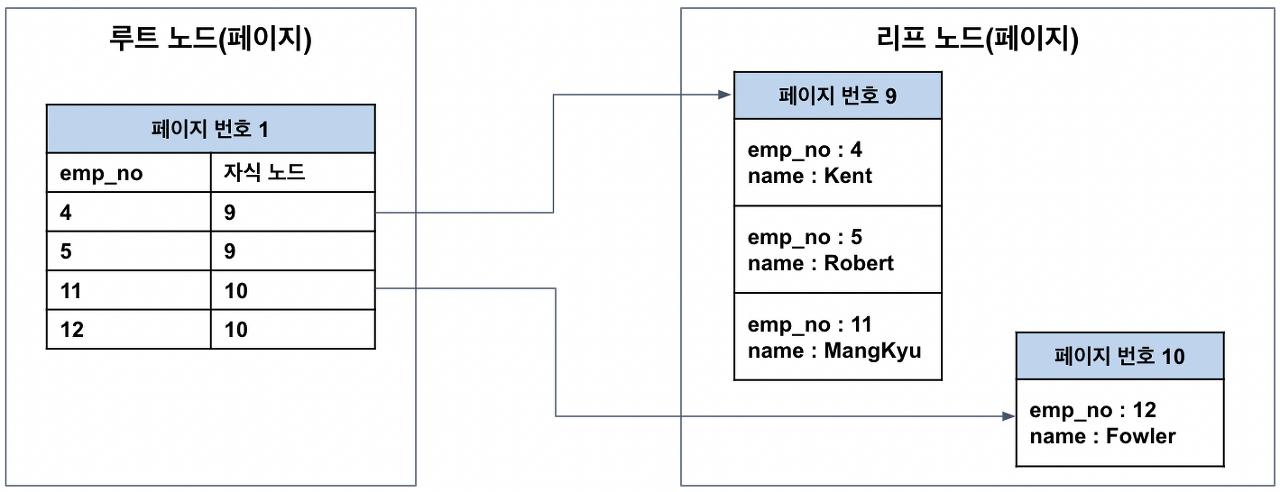 루트 노드(페이지)
페이지 번호 1
emp_no 자식 노드
4 9
5 9
11 10
12 10
리프 노드(페이지)
페이지 번호 9
emp_no : 4
name : Kent
emp_no : 5
name : Robert
emp_no : 11
name : MangKyu
페이지 번호 10
emp_no : 12
name : Fowler